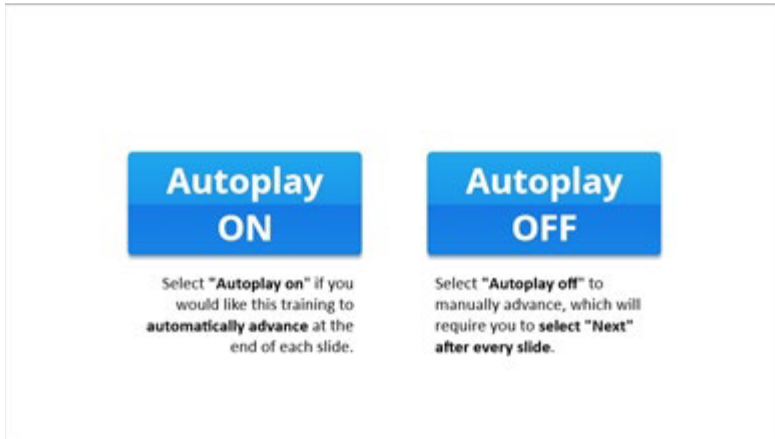 Autoplay
ON
Select "Autoplay on" if you
would like this training to
automatically advance at the
end of each slide.
Autoplay
OFF
Select "Autoplay off" to
manually advance, which will
require you to select "Next"
after every slide.